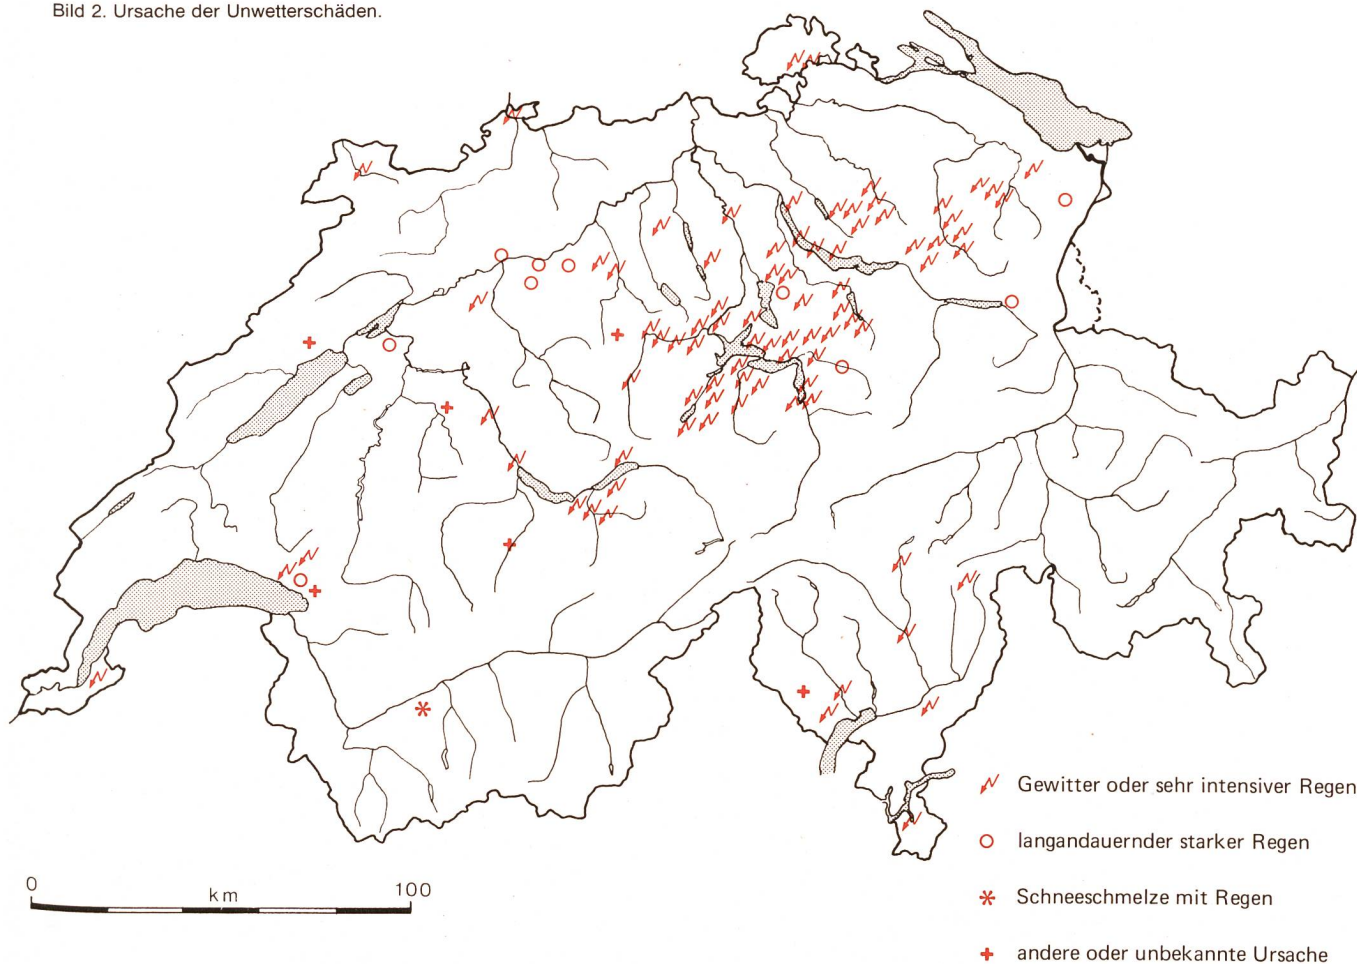 Bild 2. Ursache der Unwetterschäden.
Gewitter oder sehr intensiver Regen
langandauernder starker Regen
Schneeschmelze mit Regen
andere oder unbekannte Ursache
0 km 100